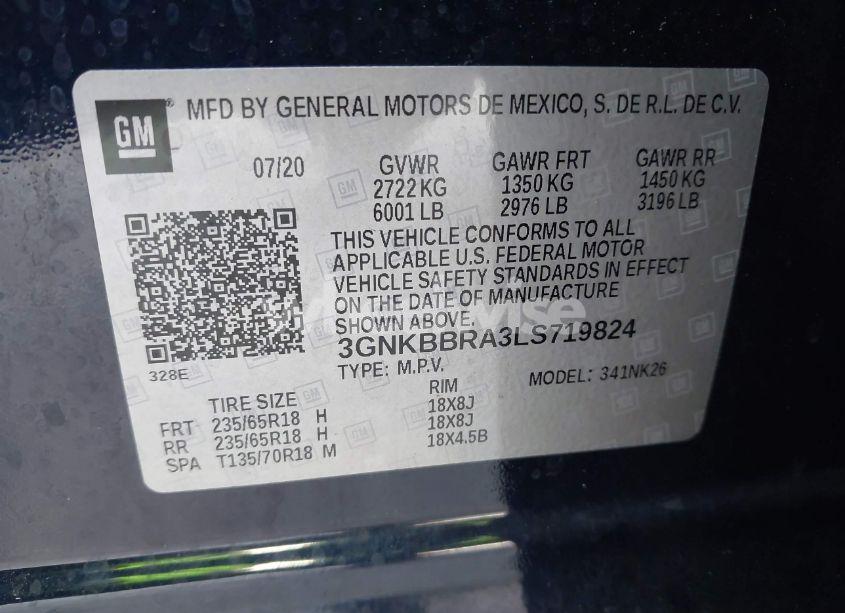 GM
MFD BY GENERAL MOTORS DE MEXICO, S. DE R.L. DE C.V.
07/20 GVWR GAWR FRT GAWR RR
2722 KG 1350 KG 1450 KG
6001 LB 2976 LB 3196 LB
THIS VEHICLE CONFORMS TO ALL
APPLICABLE U.S. FEDERAL MOTOR
VEHICLE SAFETY STANDARDS IN EFFECT
ON THE DATE OF MANUFACTURE
SHOWN ABOVE.
3GNKBBRA3LS719824
328E
TYPE: M.P.V. MODEL: 341NK26
TIRE SIZE RIM
FRT 235/65R18 H 18X8J
RR 235/65R18 H 18X8J
SPA T135/70R18 M 18X4.5B